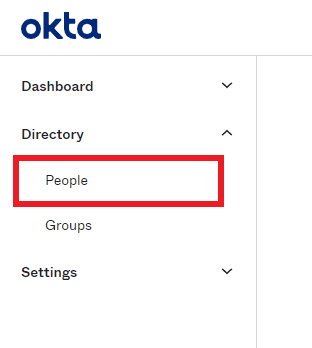 okta
Dashboard
Directory
People
Groups
Settings